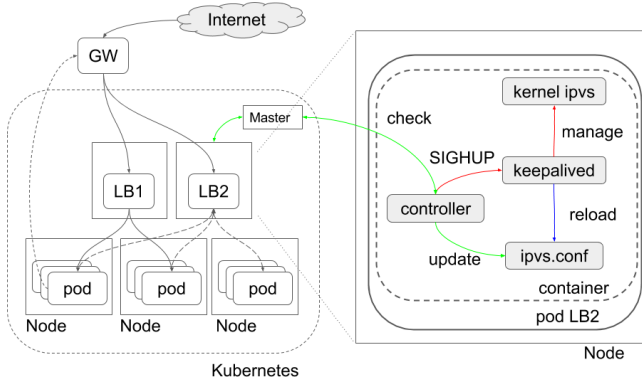 Internet
GW
Master
LB1
LB2
pod
pod
pod
Node
Node
Node
Kubernetes
kernel ipvs
check
manage
SIGHUP
keepalived
controller
reload
update
ipvs.conf
container
pod LB2
Node